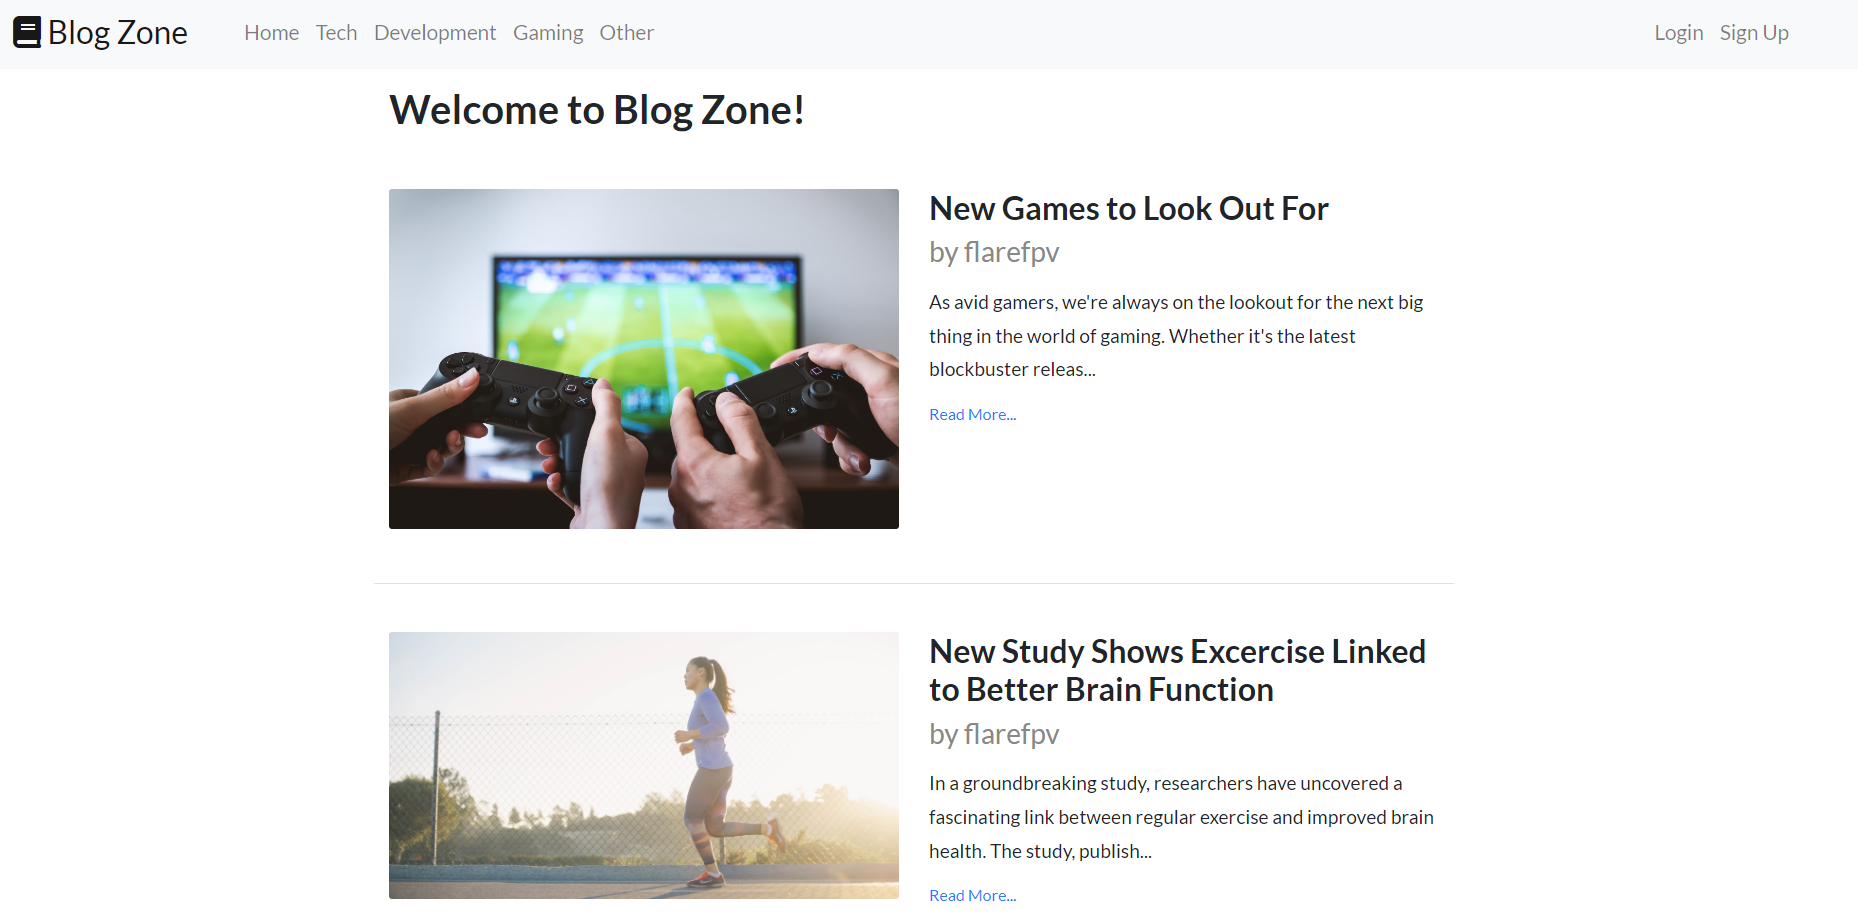 Blog Zone
Home Tech Development Gaming Other
Login Sign Up
Welcome to Blog Zone!
New Games to Look Out For
by flarefpv
As avid gamers, we're always on the lookout for the next big
thing in the world of gaming. Whether it's the latest
blockbuster releas...
Read More...
New Study Shows Excercise Linked
to Better Brain Function
by flarefpv
In a groundbreaking study, researchers have uncovered a
fascinating link between regular exercise and improved brain
health. The study, publish...
Read More...